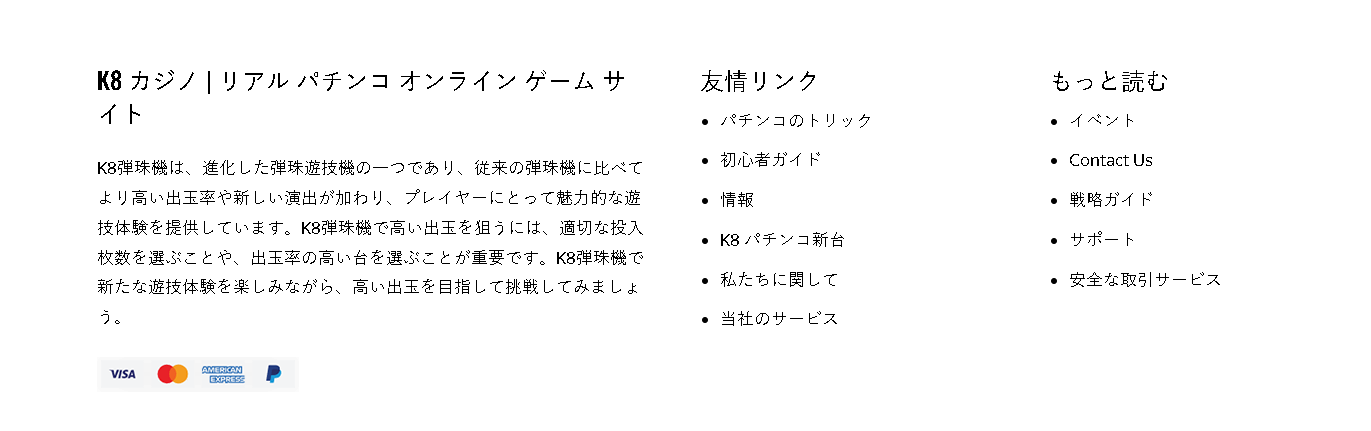 K8 カジノ | リアル パチンコ オンライン ゲーム サ
イト
K8弾珠機は、進化した弾珠遊技機の一つであり、従来の弾珠機に比べて
より高い出玉率や新しい演出が加わり、プレイヤーにとって魅力的な遊
技体験を提供しています。K8弾珠機で高い出玉を狙うには、適切な投入
枚数を選ぶことや、出玉率の高い台を選ぶことが重要です。K8弾珠機で
新たな遊技体験を楽しみながら、高い出玉を目指して挑戦してみましょ
う。
VISA
AMERICAN
EXPRESS
友情リンク
パチンコのトリック
初心者ガイド
情報
K8 パチンコ新台
私たちに関して
当社のサービス
もっと読む
イベント
Contact Us
戦略ガイド
サポート
安全な取引サービス